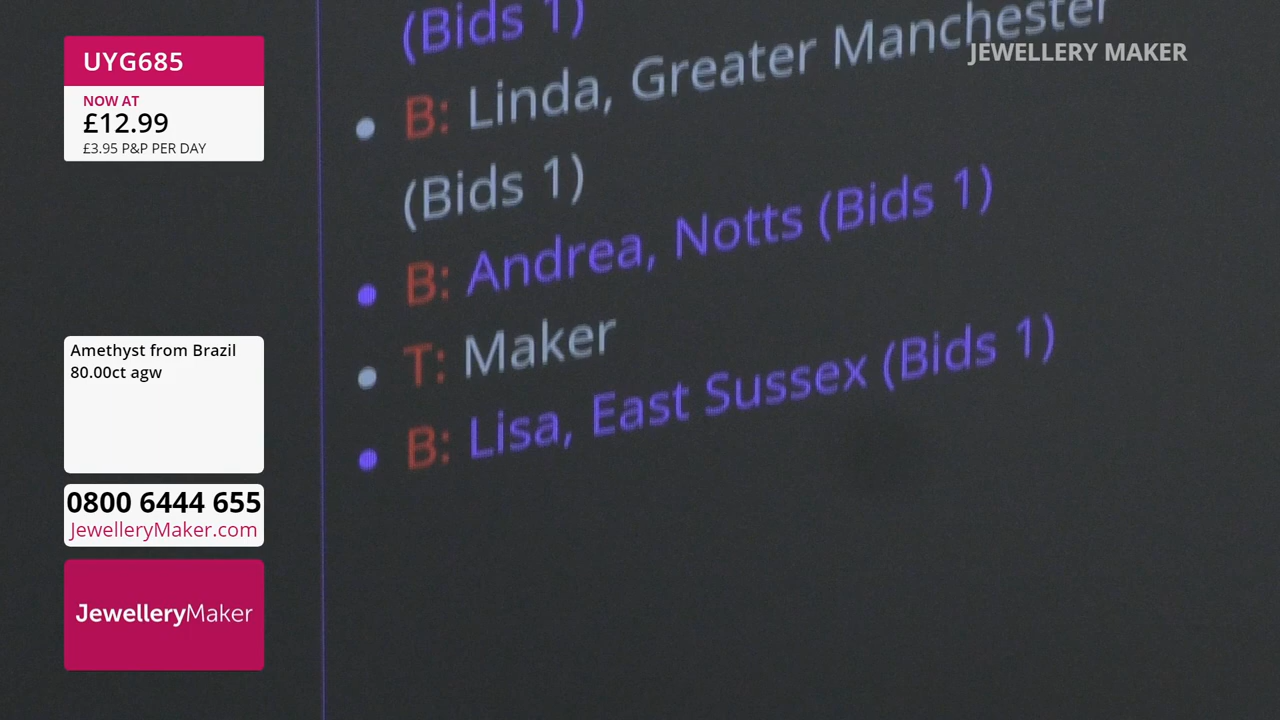 UYG685
NOW AT
£12.99
£3.95 P&P PER DAY
Amethyst from Brazil
80.00ct agw
0800 6444 655
JewelleryMaker.com
JewelleryMaker
JEWELLERY MAKER
(Bids 1)
• B: Linda, Greater Manchester
(Bids 1)
• B: Andrea, Notts (Bids 1)
• T: Maker
• B: Lisa, East Sussex (Bids 1)